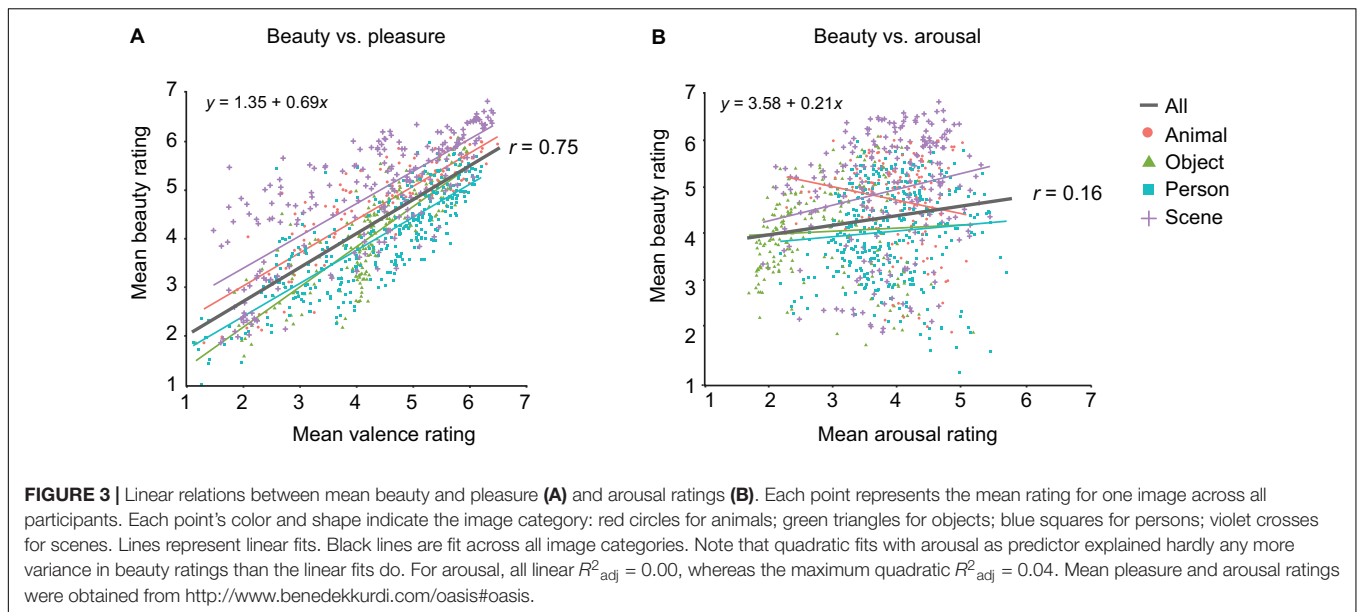 A Beauty vs. pleasure
y = 1.35 + 0.69x
r = 0.75
Mean beauty rating
7
6
5
4
3
2
1
1 2 3 4 5 6 7
Mean valence rating
B Beauty vs. arousal
y = 3.58 + 0.21x
r = 0.16
Mean beauty rating
7
6
5
4
3
2
1
1 2 3 4 5 6 7
Mean arousal rating
All
Animal
Object
Person
Scene
FIGURE 3 | Linear relations between mean beauty and pleasure (A) and arousal ratings (B). Each point represents the mean rating for one image across all
participants. Each point's color and shape indicate the image category: red circles for animals; green triangles for objects; blue squares for persons; violet crosses
for scenes. Lines represent linear fits. Black lines are fit across all image categories. Note that quadratic fits with arousal as predictor explained hardly any more
variance in beauty ratings than the linear fits do. For arousal, all linear R²adj = 0.00, whereas the maximum quadratic R²adj = 0.04. Mean pleasure and arousal ratings
were obtained from http://www.benedekkurdi.com/oasis#oasis.